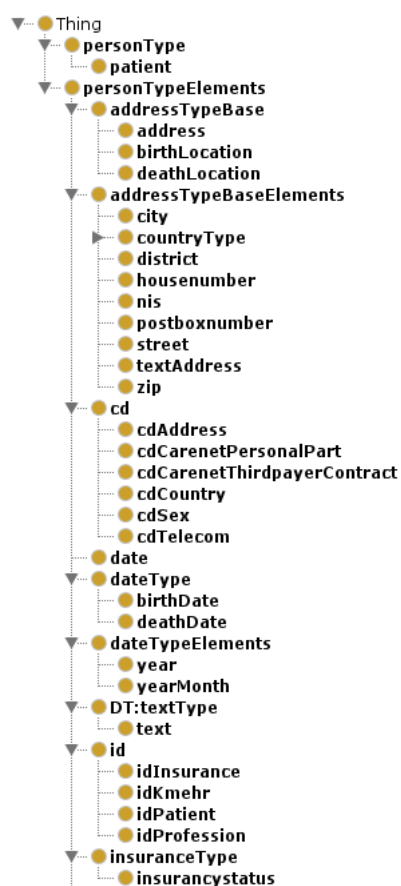 Thing
personType
patient
personTypeElements
addressTypeBase
address
birthLocation
deathLocation
addressTypeBaseElements
city
countryType
district
housenumber
nis
postboxnumber
street
textAddress
zip
cd
cdAddress
cdCarenetPersonalPart
cdCarenetThirdpayerContract
cdCountry
cdSex
cdTelecom
date
dateType
birthDate
deathDate
dateTypeElements
year
yearMonth
DT:textType
text
id
idInsurance
idKmehr
idPatient
idProfession
insuranceType
insurancystatus